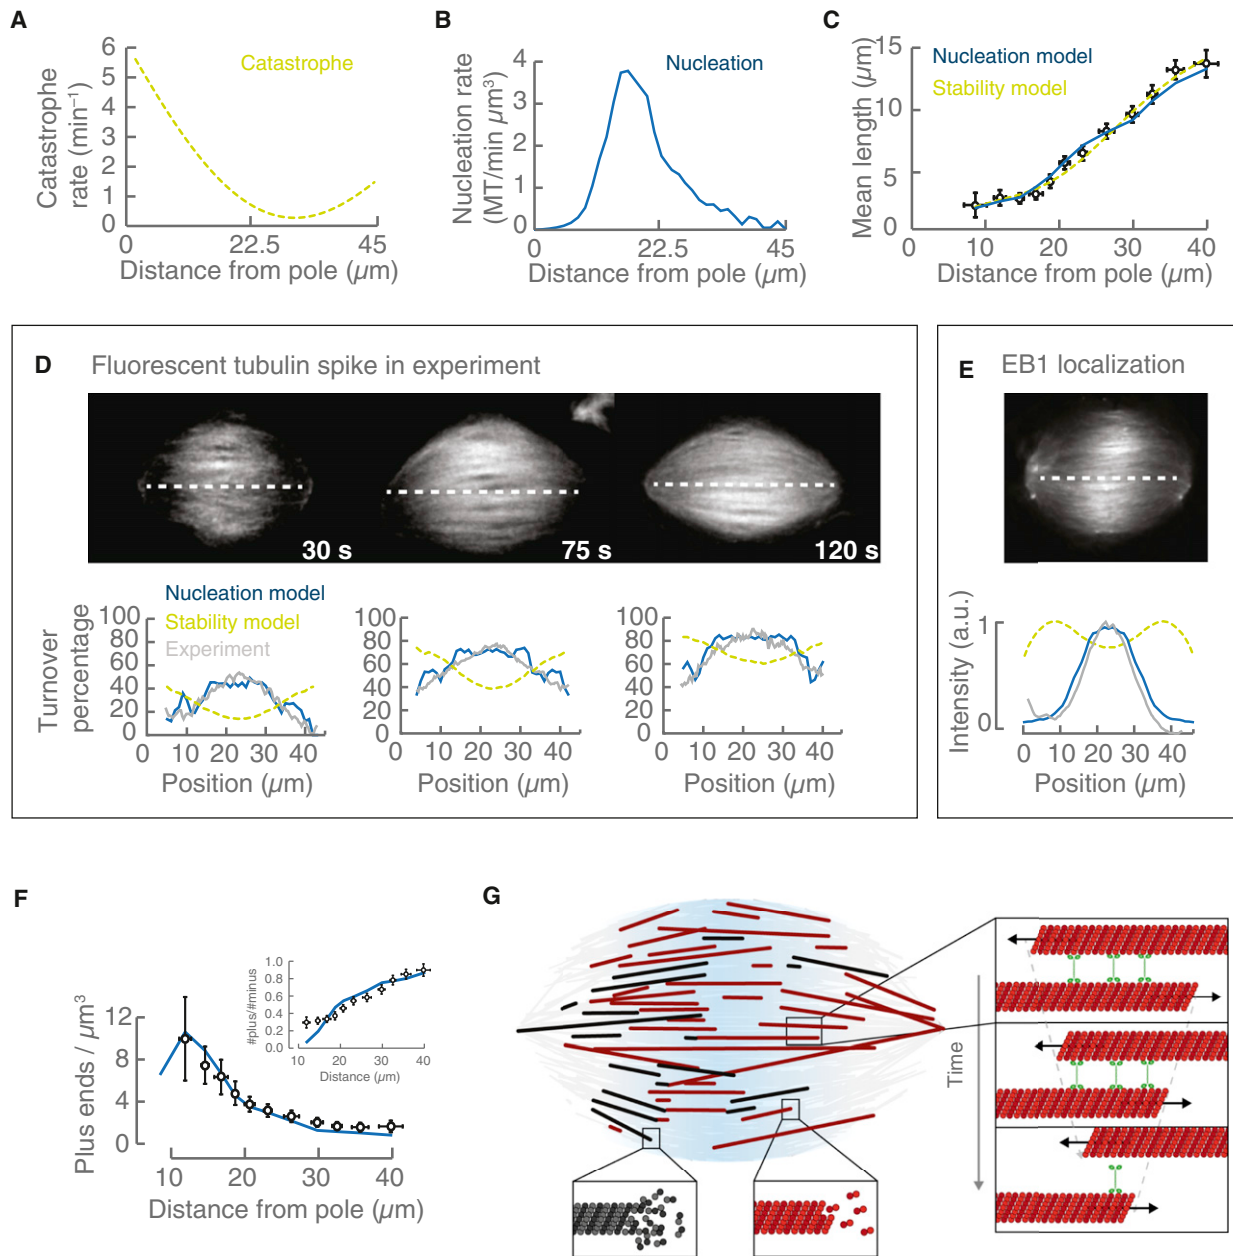 A
Catastrophe
Catastrophe
rate (min⁻¹)
6
5
4
3
2
1
0
0
22.5
45
Distance from pole (µm)
B
Nucleation
Nucleation rate
(MT/min µm³)
4
2
0
0
22.5
45
Distance from pole (µm)
C
Nucleation model
Stability model
Mean length (µm)
15
10
5
0
0
10
20
30
40
Distance from pole (µm)
D
Fluorescent tubulin spike in experiment
30 s
75 s
120 s
Nucleation model
Stability model
Experiment
Turnover
percentage
100
80
60
40
20
0
0 10 20 30 40
Position (µm)
100
80
60
40
20
0
0 10 20 30 40
Position (µm)
100
80
60
40
20
0
0 10 20 30 40
Position (µm)
E
EB1 localization
Intensity (a.u.)
1
0
0 10 20 30 40
Position (µm)
F
Plus ends / µm³
12
8
4
0
10 20 30 40
Distance from pole (µm)
#plus/#minus
1.0
0.8
0.6
0.4
0.2
0.0
10 20 30 40
Distance (µm)
G
Time